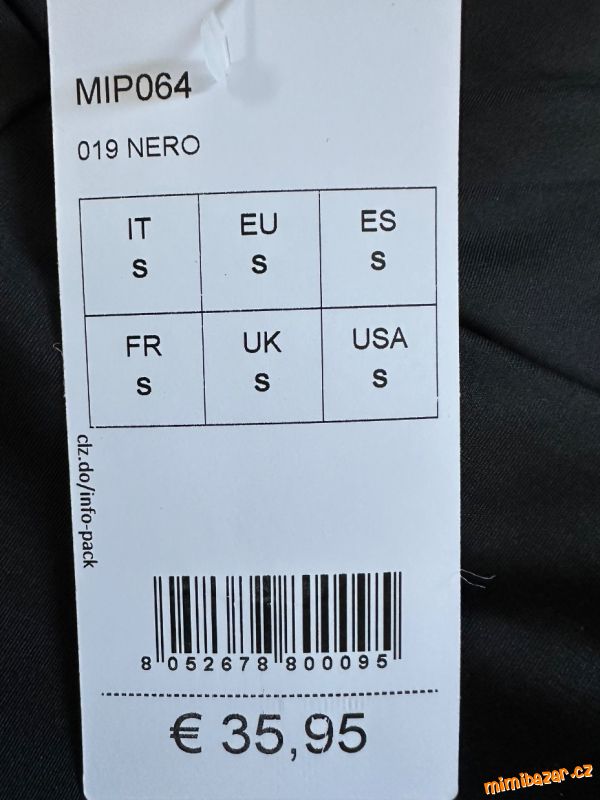 MIP064
019 NERO
IT EU ES
S S S
FR UK USA
S S S
clz.do/info-pack
8 052678 800095
€ 35,95
mimibazar.cz